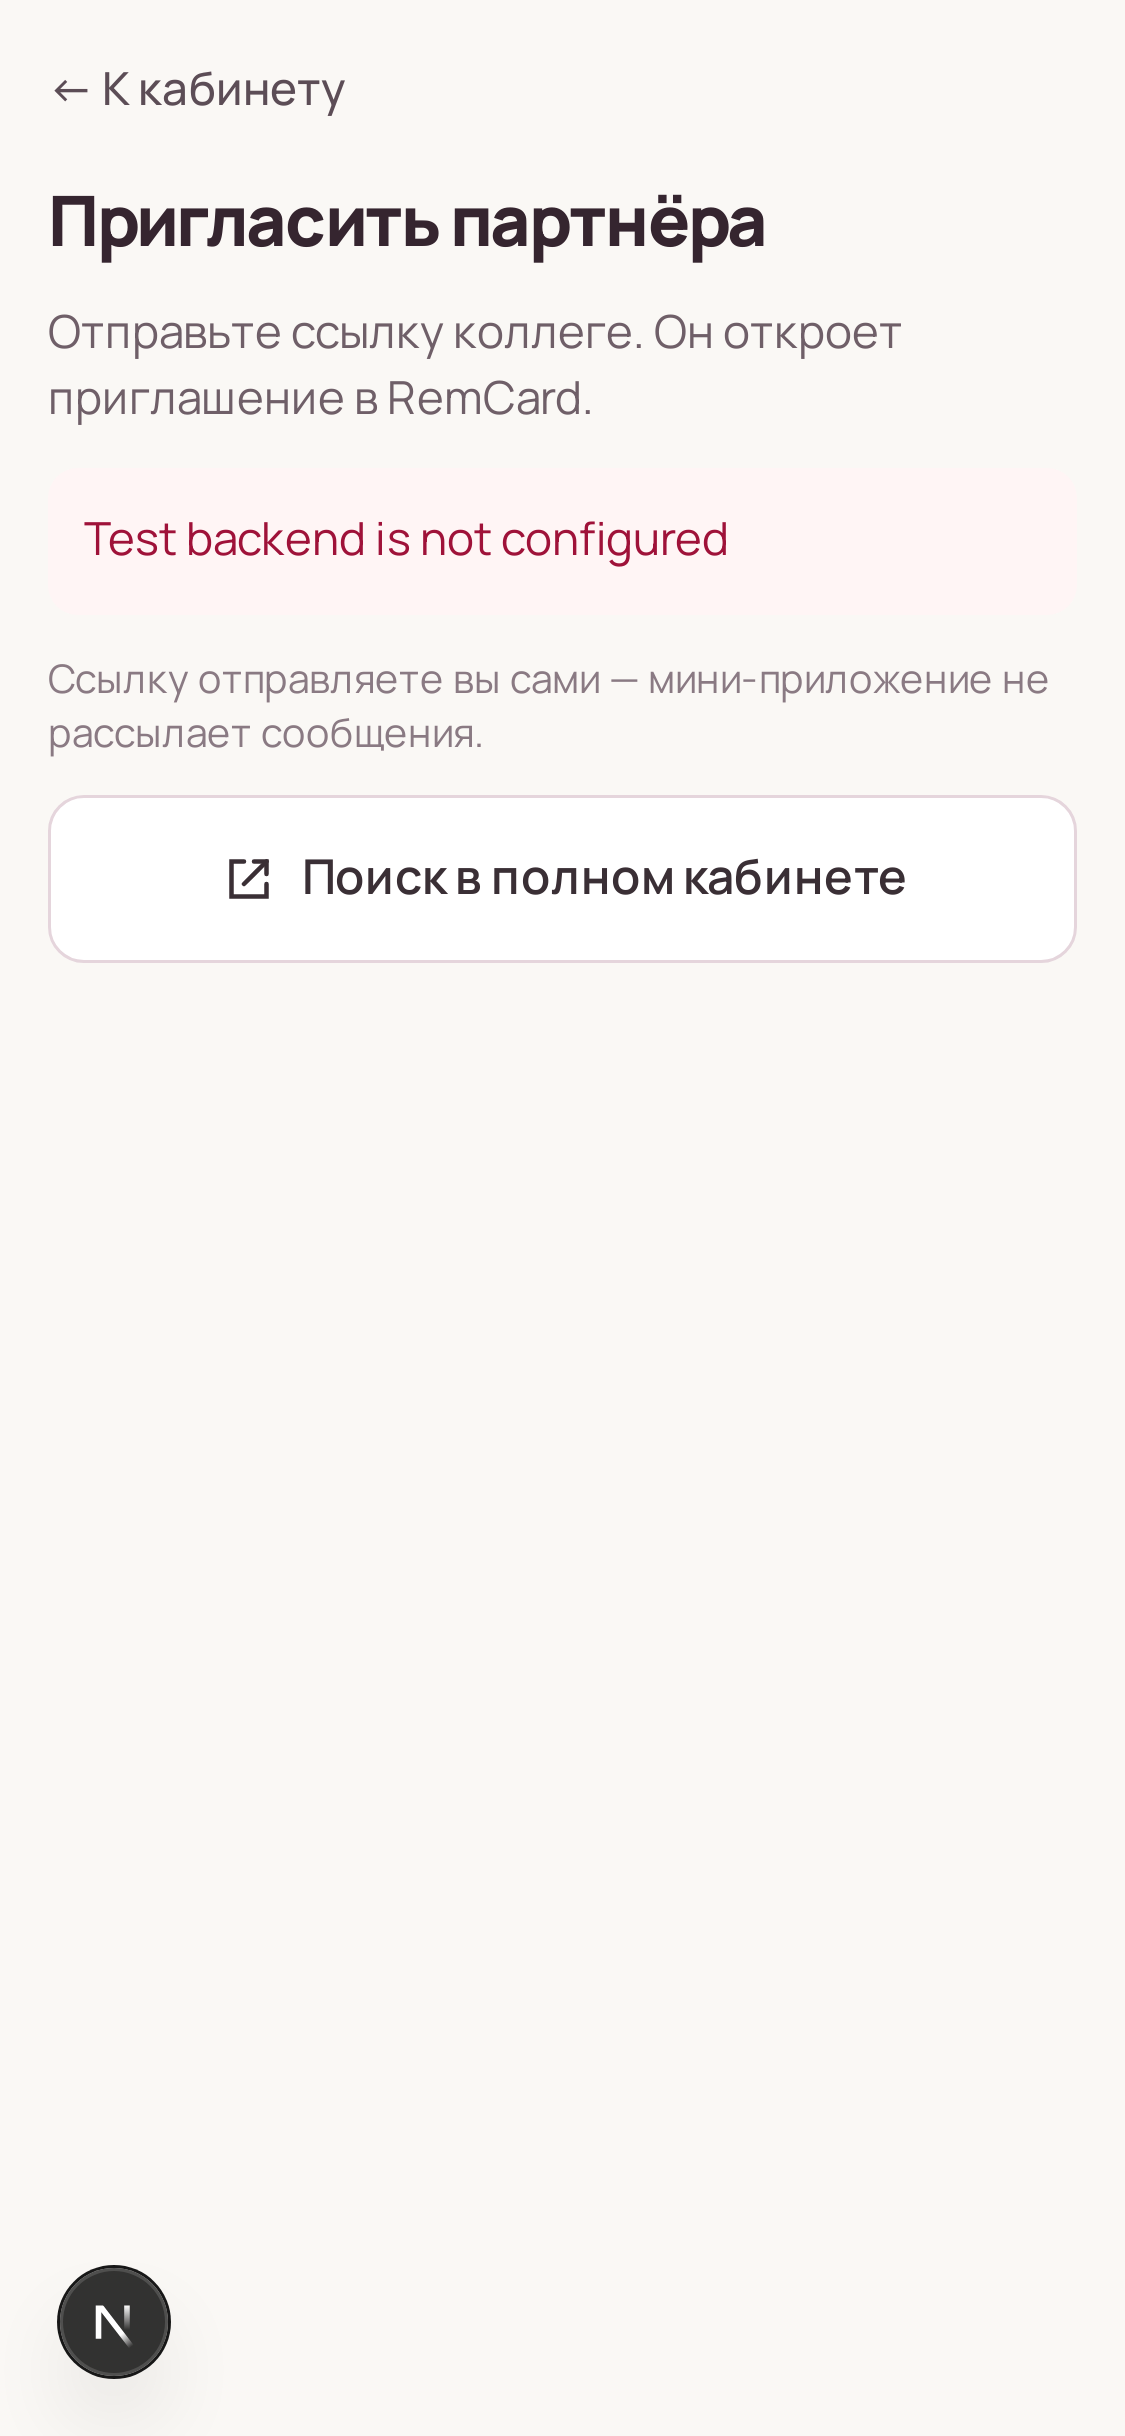 ← К кабинету
Пригласить партнёра
Отправьте ссылку коллеге. Он откроет
приглашение в RemCard.
Test backend is not configured
Ссылку отправляете вы сами — мини-приложение не
рассылает сообщения.
Поиск в полном кабинете
N